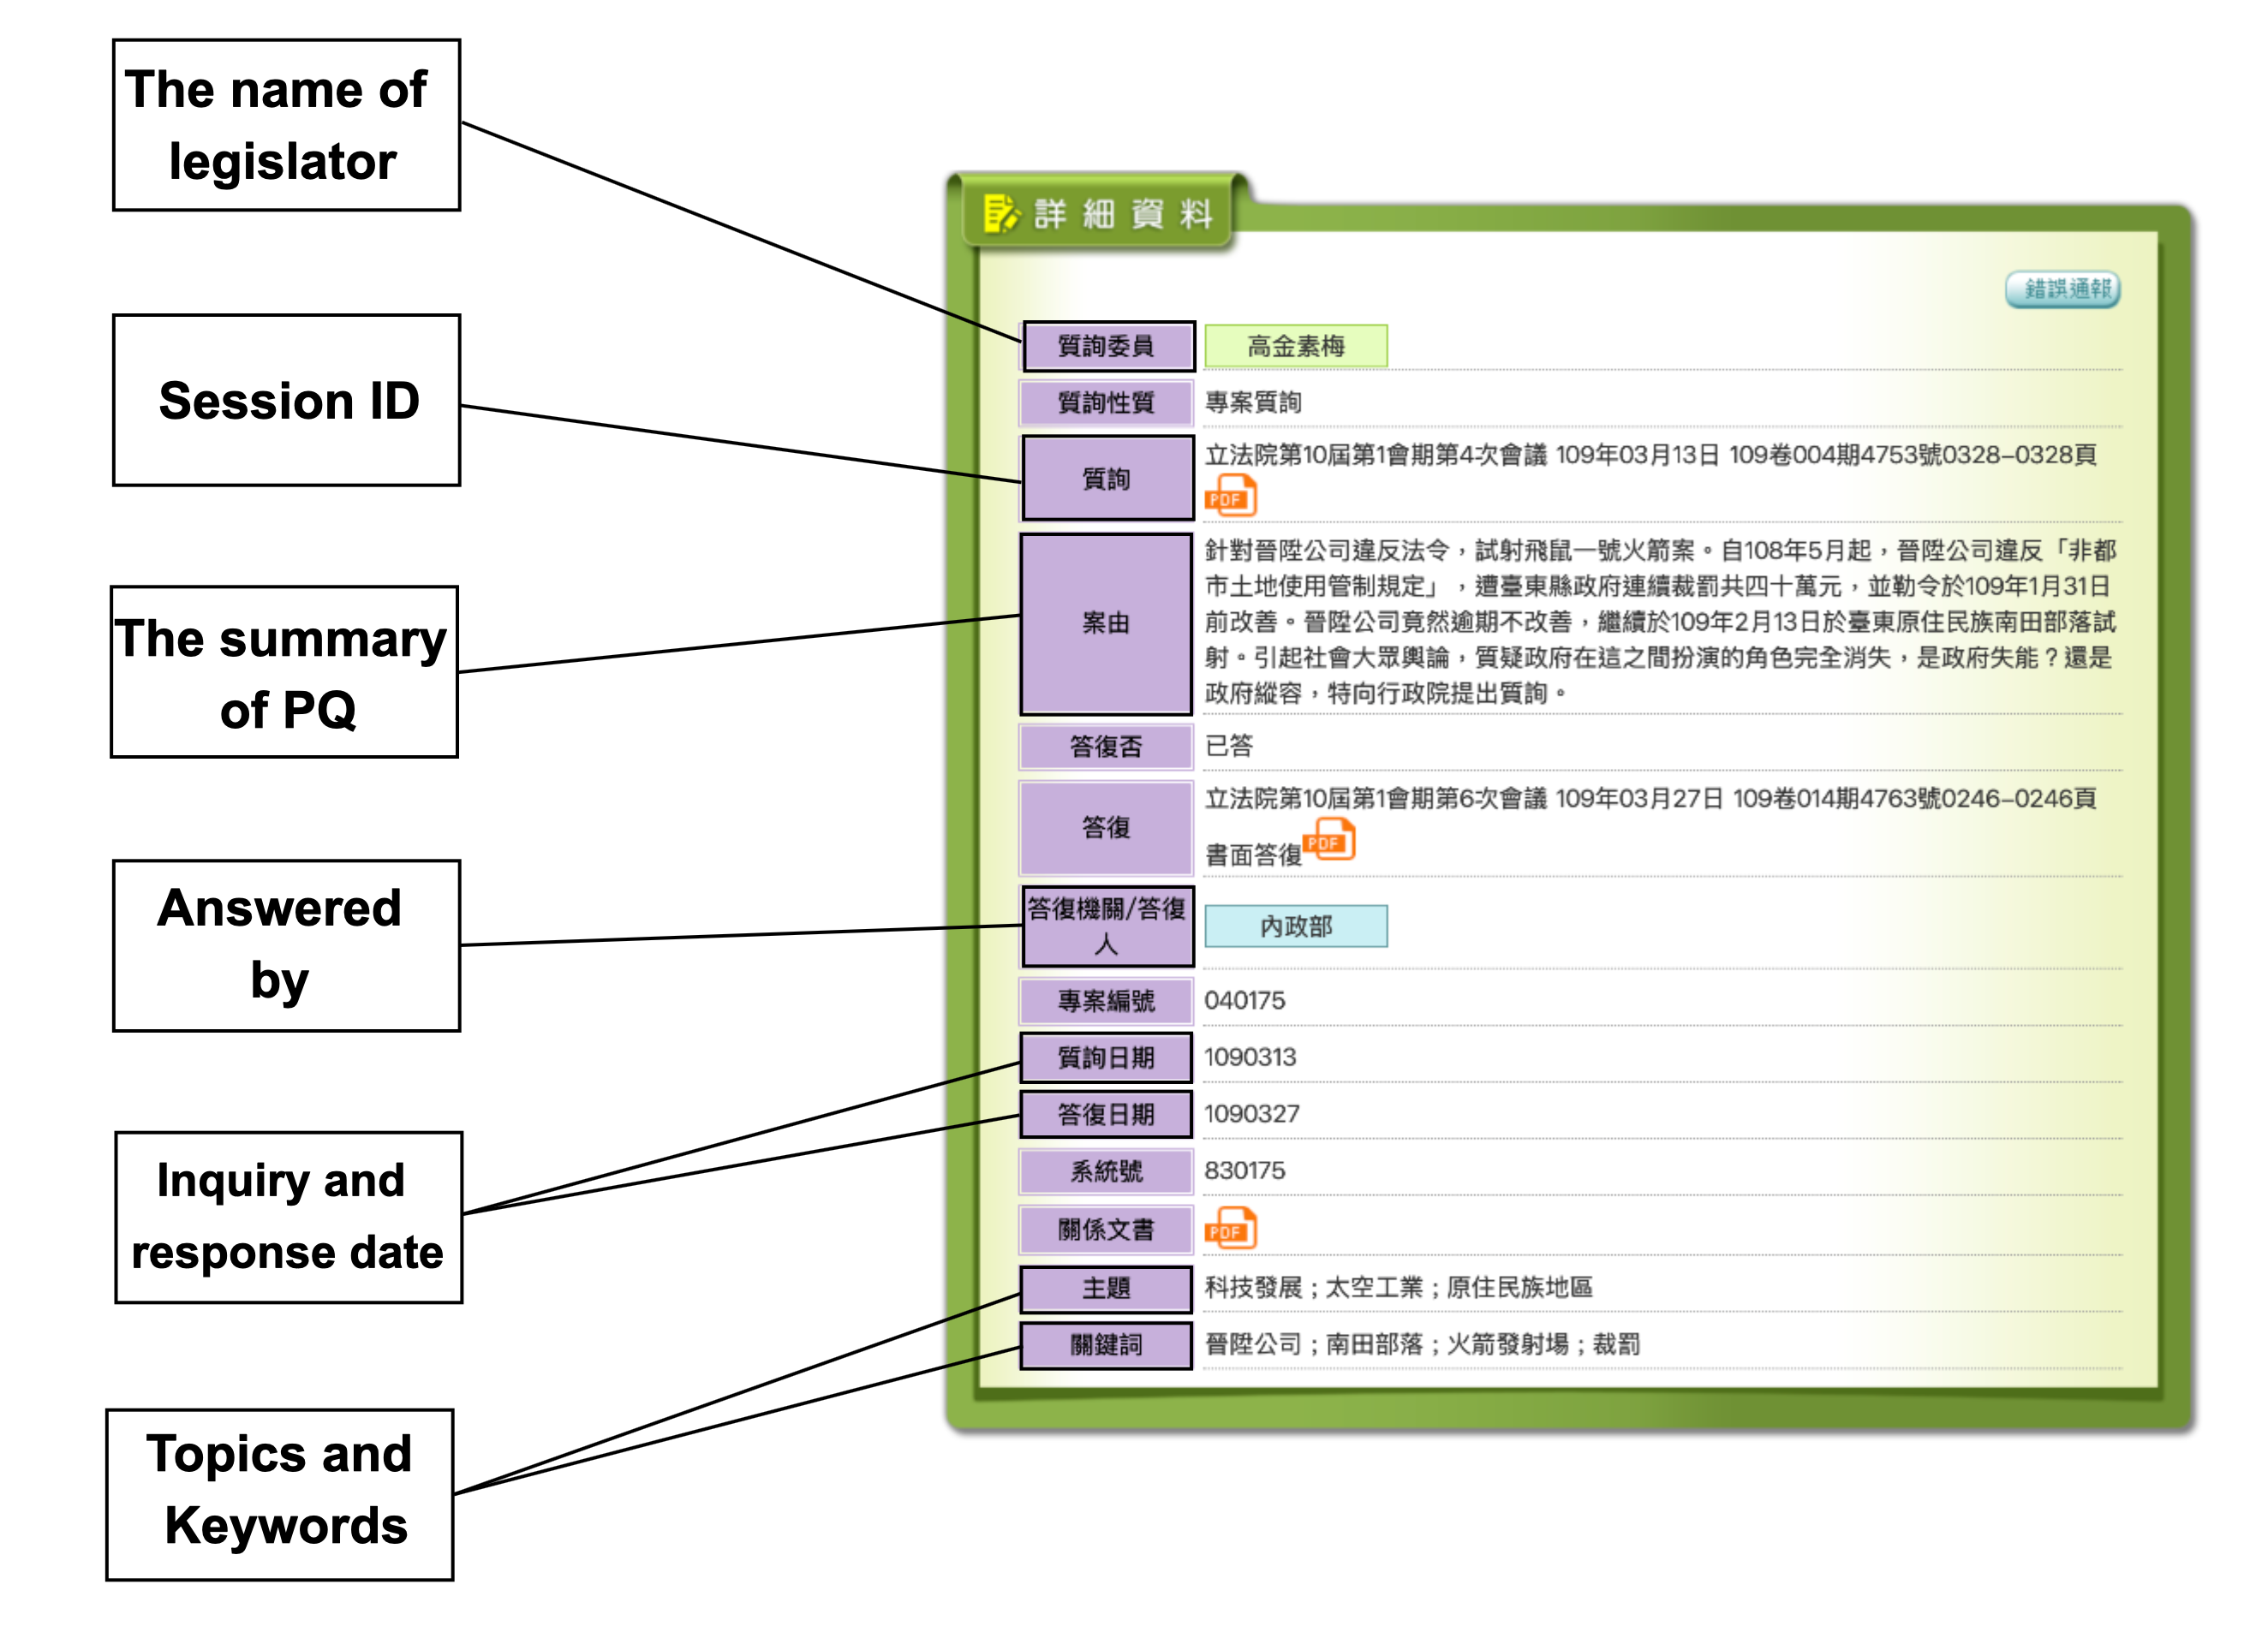 The name of
legislator
Session ID
The summary
of PQ
Answered
by
Inquiry and
response date
Topics and
Keywords
詳細資料
錯誤通報
質詢委員
高金素梅
質詢性質
專案質詢
質詢
立法院第10屆第1會期第4次會議 109年03月13日 109卷004期4753號0328–0328頁
PDF
案由
針對晉陞公司違反法令，試射飛鼠一號火箭案。自108年5月起，晉陞公司違反「非都
市土地使用管制規定」，遭臺東縣政府連續裁罰共四十萬元，並勒令於109年1月31日
前改善。晉陞公司竟然逾期不改善，繼續於109年2月13日於臺東原住民族南田部落試
射。引起社會大眾輿論，質疑政府在這之間扮演的角色完全消失，是政府失能？還是
政府縱容，特向行政院提出質詢。
答復否
已答
答復
立法院第10屆第1會期第6次會議 109年03月27日 109卷014期4763號0246–0246頁
書面答復 PDF
答復機關/答復
人
內政部
專案編號
040175
質詢日期
1090313
答復日期
1090327
系統號
830175
關係文書
PDF
主題
科技發展；太空工業；原住民族地區
關鍵詞
晉陞公司；南田部落；火箭發射場；裁罰